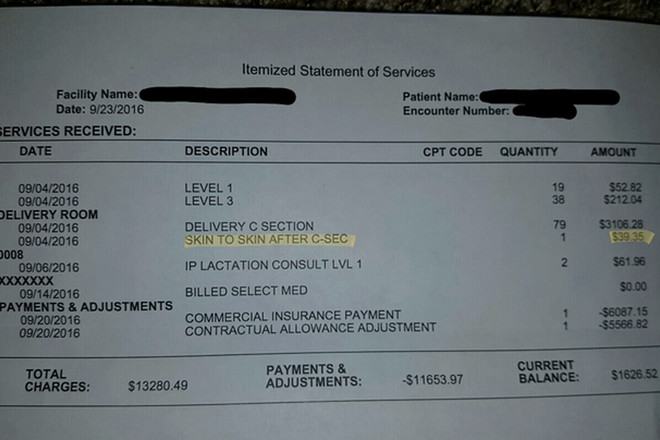 Itemized Statement of Services
Facility Name:
Patient Name:
Date: 9/23/2016
Encounter Number:
SERVICES RECEIVED:
DATE DESCRIPTION CPT CODE QUANTITY AMOUNT
09/04/2016 LEVEL 1 19 $52.82
09/04/2016 LEVEL 3 38 $212.04
DELIVERY ROOM
09/04/2016 DELIVERY C SECTION 79 $3106.28
09/04/2016 SKIN TO SKIN AFTER C-SEC 1 $39.35
0008
09/06/2016 IP LACTATION CONSULT LVL 1 2 $61.96
XXXXXXX
09/14/2016 BILLED SELECT MED $0.00
PAYMENTS & ADJUSTMENTS
09/20/2016 COMMERCIAL INSURANCE PAYMENT 1 -$6087.15
09/20/2016 CONTRACTUAL ALLOWANCE ADJUSTMENT 1 -$5566.82
TOTAL CHARGES: $13280.49
PAYMENTS & ADJUSTMENTS: -$11653.97
CURRENT BALANCE: $1626.52